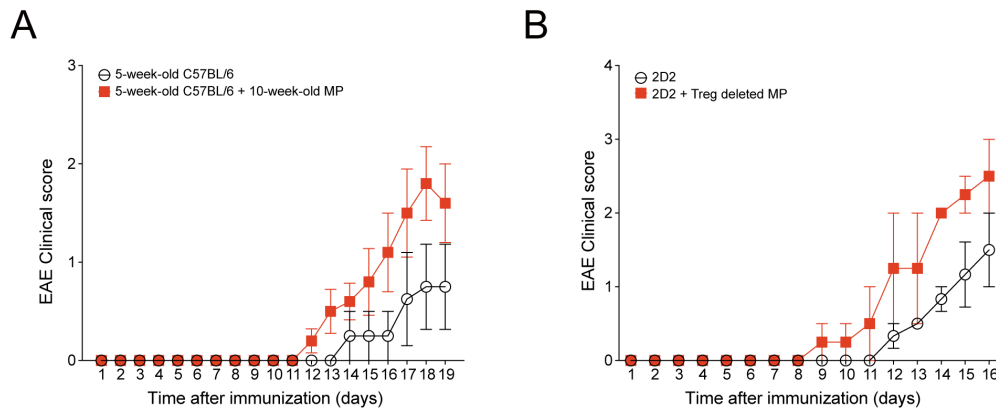 A
3
2
1
0
EAE Clinical score
5-week-old C57BL/6
5-week-old C57BL/6 + 10-week-old MP
1 2 3 4 5 6 7 8 9 10 11 12 13 14 15 16 17 18 19
Time after immunization (days)
B
4
3
2
1
0
EAE Clinical score
2D2
2D2 + Treg deleted MP
1 2 3 4 5 6 7 8 9 10 11 12 13 14 15 16
Time after immunization (days)